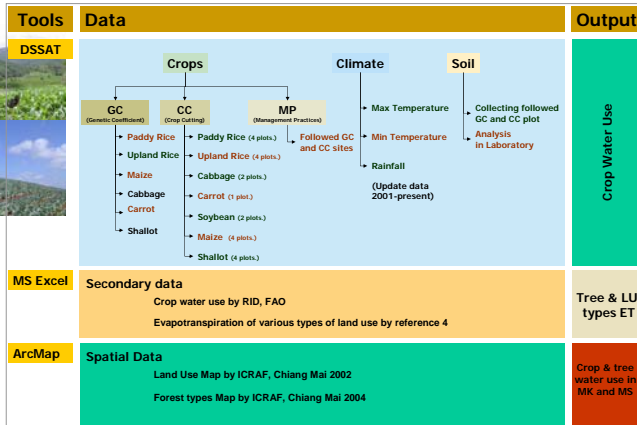 Tools
Data
Output
DSSAT
Crops
Climate
Soil
GC
(Genetic Coefficient)
CC
(Crop Cutting)
MP
(Management Practices)
Paddy Rice
Upland Rice
Maize
Cabbage
Carrot
Shallot
Paddy Rice (4 plots.)
Upland Rice (4 plots.)
Cabbage (2 plots.)
Carrot (1 plot.)
Soybean (2 plots.)
Maize (4 plots.)
Shallot (4 plots.)
Followed GC
and CC sites
Max Temperature
Min Temperature
Rainfall
(Update data
2001-present)
Collecting followed
GC and CC plot
Analysis
in Laboratory
Crop Water Use
MS Excel
Secondary data
Crop water use by RID, FAO
Evapotranspiration of various types of land use by reference 4
Tree & LU
types ET
ArcMap
Spatial Data
Land Use Map by ICRAF, Chiang Mai 2002
Forest types Map by ICRAF, Chiang Mai 2004
Crop & tree
water use in
MK and MS